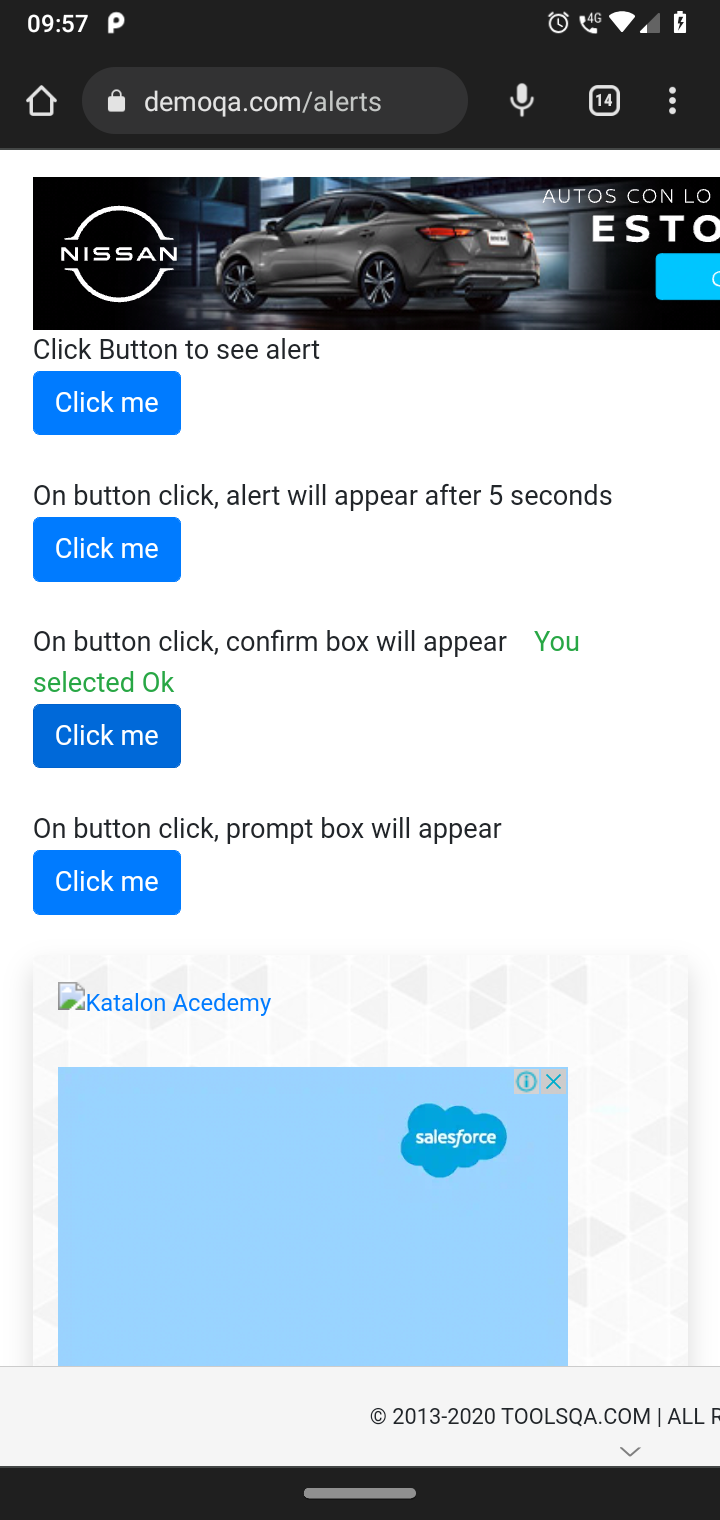 09:57
4G
demoqa.com/alerts
14
AUTOS CON LO
NISSAN
ESTO
Click Button to see alert
Click me
On button click, alert will appear after 5 seconds
Click me
On button click, confirm box will appear You
selected Ok
Click me
On button click, prompt box will appear
Click me
Katalon Acedemy
salesforce
© 2013-2020 TOOLSQA.COM | ALL R